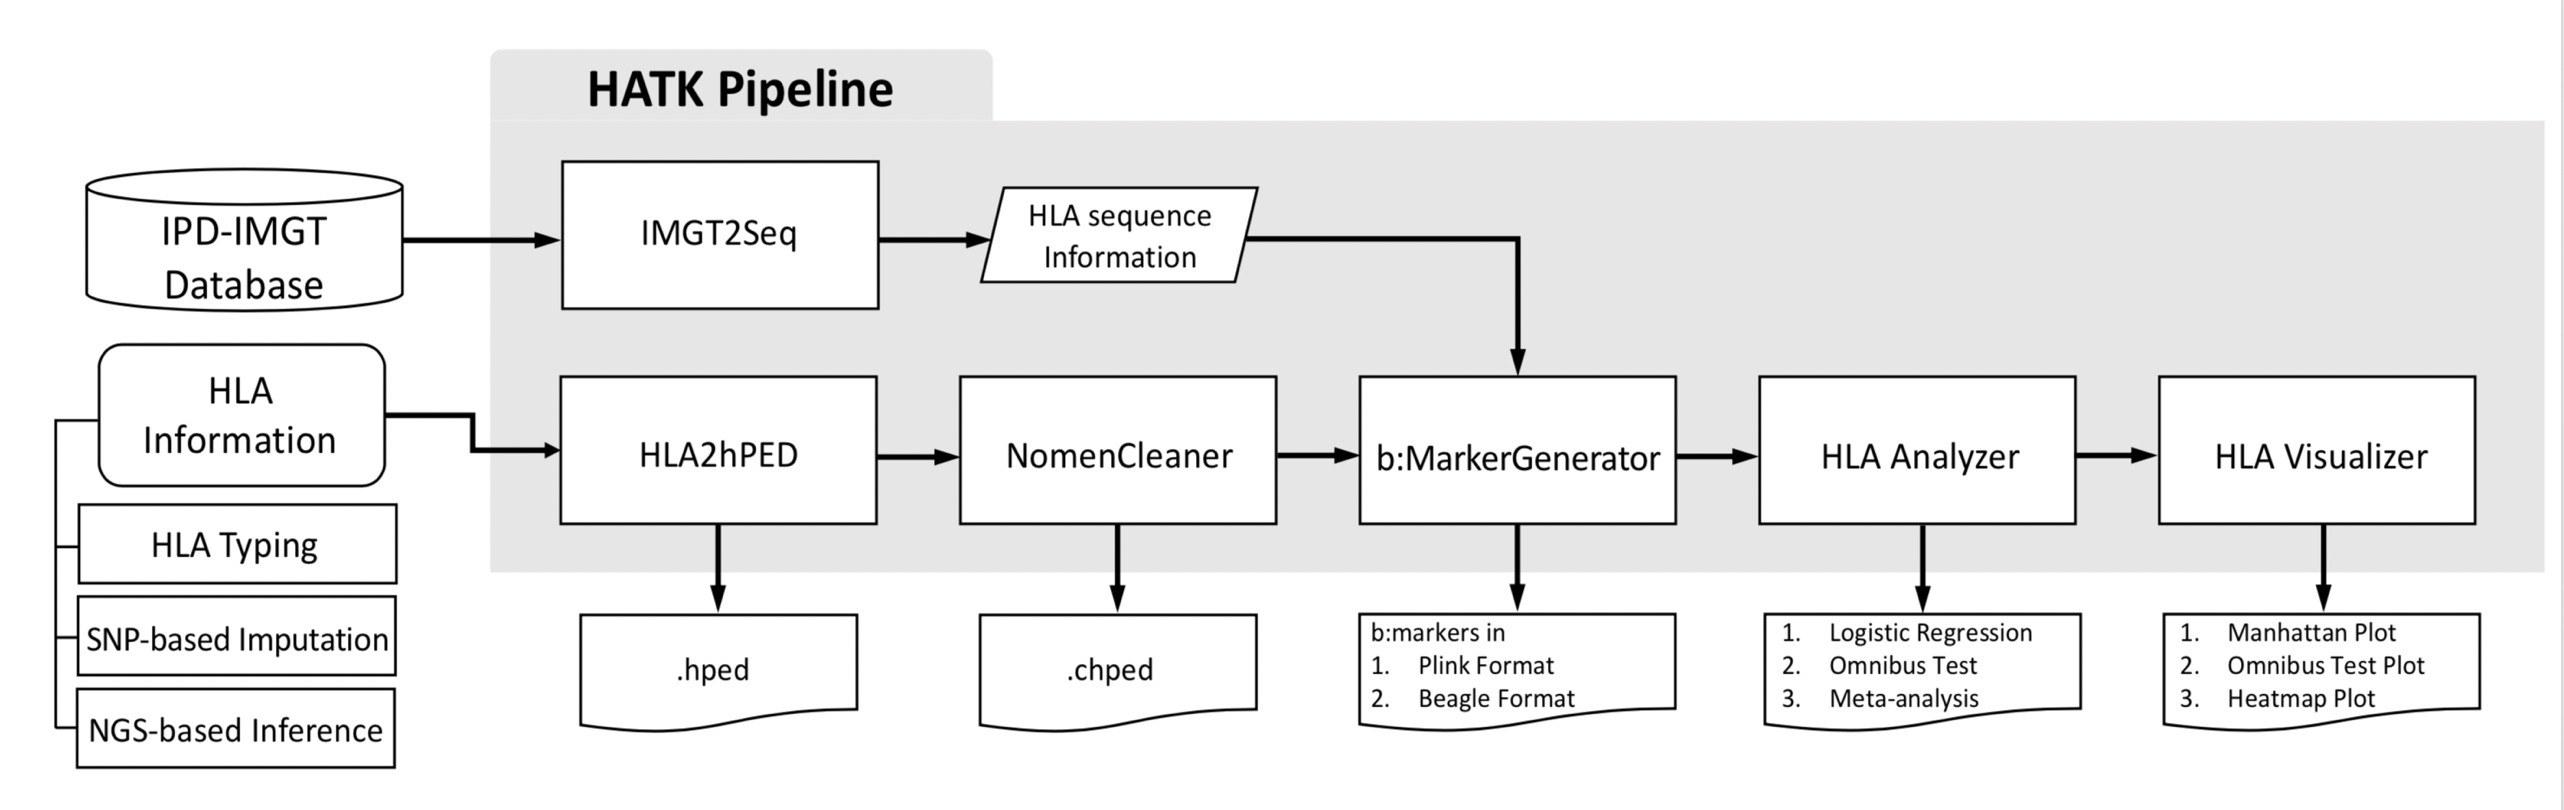 HATK Pipeline
IPD-IMGT
Database
IMGT2Seq
HLA sequence
Information
HLA
Information
HLA Typing
SNP-based Imputation
NGS-based Inference
HLA2hPED
NomenCleaner
b:MarkerGenerator
HLA Analyzer
HLA Visualizer
.hped
.chped
b:markers in
1. Plink Format
2. Beagle Format
1. Logistic Regression
2. Omnibus Test
3. Meta-analysis
1. Manhattan Plot
2. Omnibus Test Plot
3. Heatmap Plot